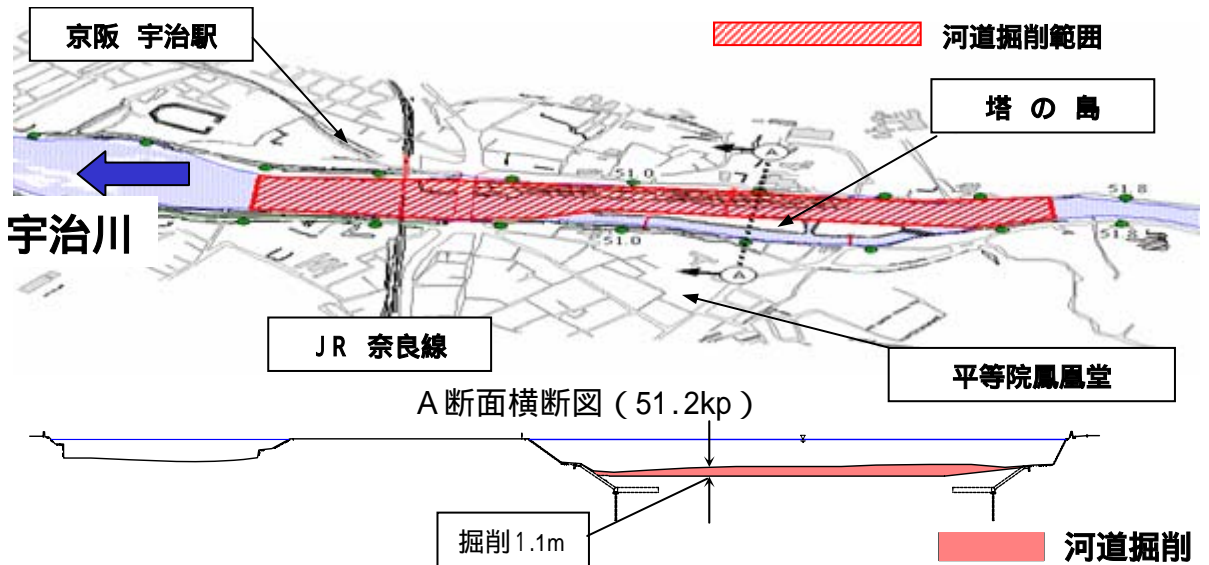 京阪 宇治駅
河道掘削範囲
塔の島
A
51.0
51.8
宇治川
51.0
51.8
A
JR 奈良線
平等院鳳凰堂
A断面横断図(51.2kp)
掘削1.1m
河道掘削